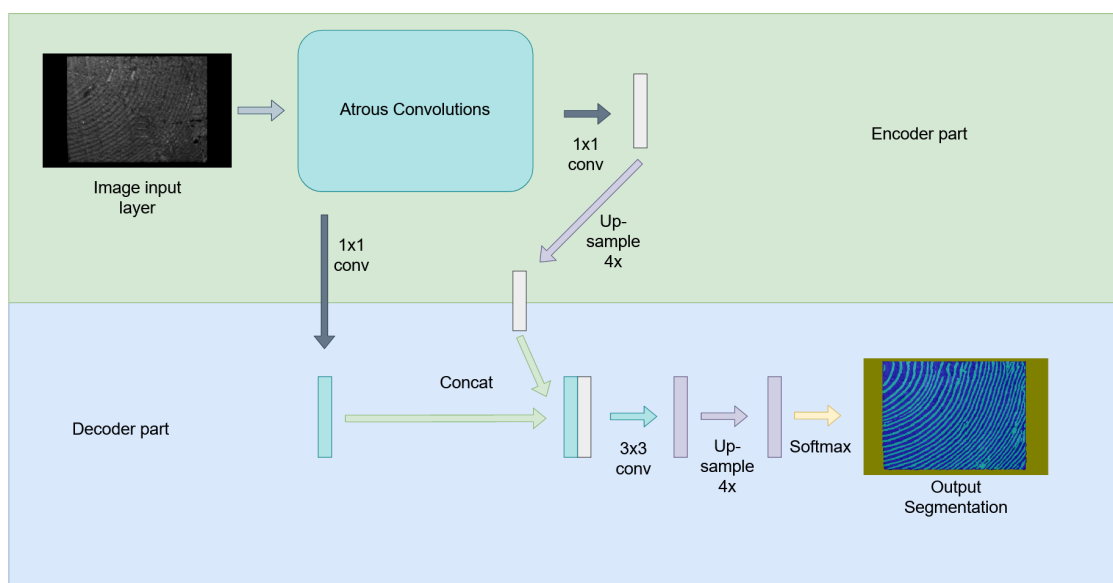 Atrous Convolutions
1x1
conv
Encoder part
Image input
layer
1x1
conv
Up-
sample
4x
Concat
Decoder part
3x3
conv
Up-
sample
4x
Softmax
Output
Segmentation